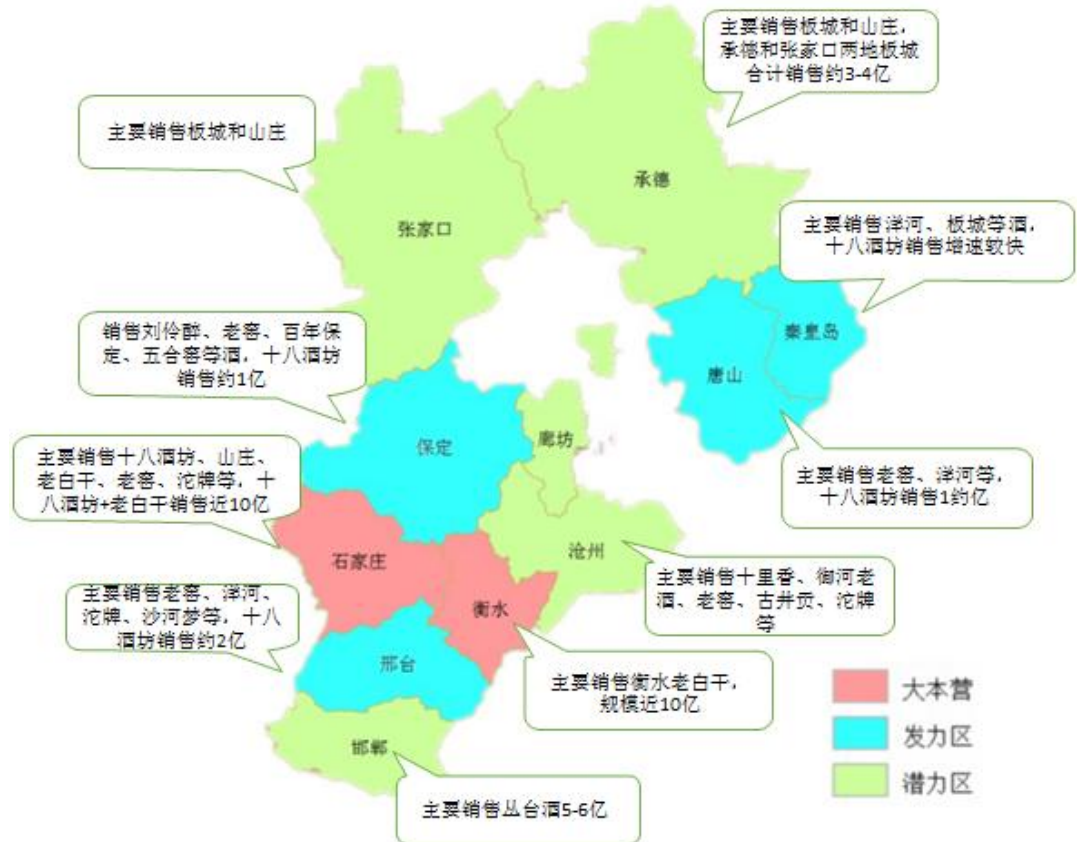 主要销售板城和山庄，
承德和张家口两地板城
合计销售约3-4亿
主要销售板城和山庄
承德
张家口
主要销售洋河、板城等酒，
十八酒坊销售增速较快
销售刘伶醉、老窖、百年保
定、五合窖等酒，十八酒坊
销售约1亿
秦皇岛
唐山
保定
廊坊
主要销售十八酒坊、山庄、
老白干、老窖、沱牌等，十
八酒坊+老白干销售近10亿
主要销售老窖、洋河等，
十八酒坊销售1约亿
石家庄
沧州
主要销售十里香、御河老
酒、老窖、古井贡、沱牌
等
主要销售老窖、洋河、
沱牌、沙河梦等，十八
酒坊销售约2亿
衡水
邢台
主要销售衡水老白干，
规模近10亿
大本营
发力区
潜力区
邯郸
主要销售丛台酒5-6亿